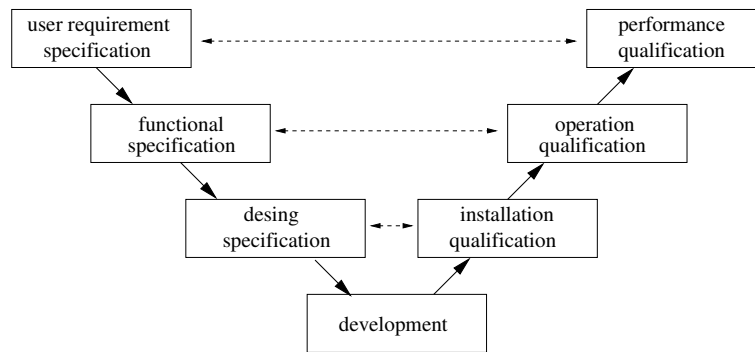 user requirement
specification
performance
qualification
functional
specification
operation
qualification
desing
specification
installation
qualification
development